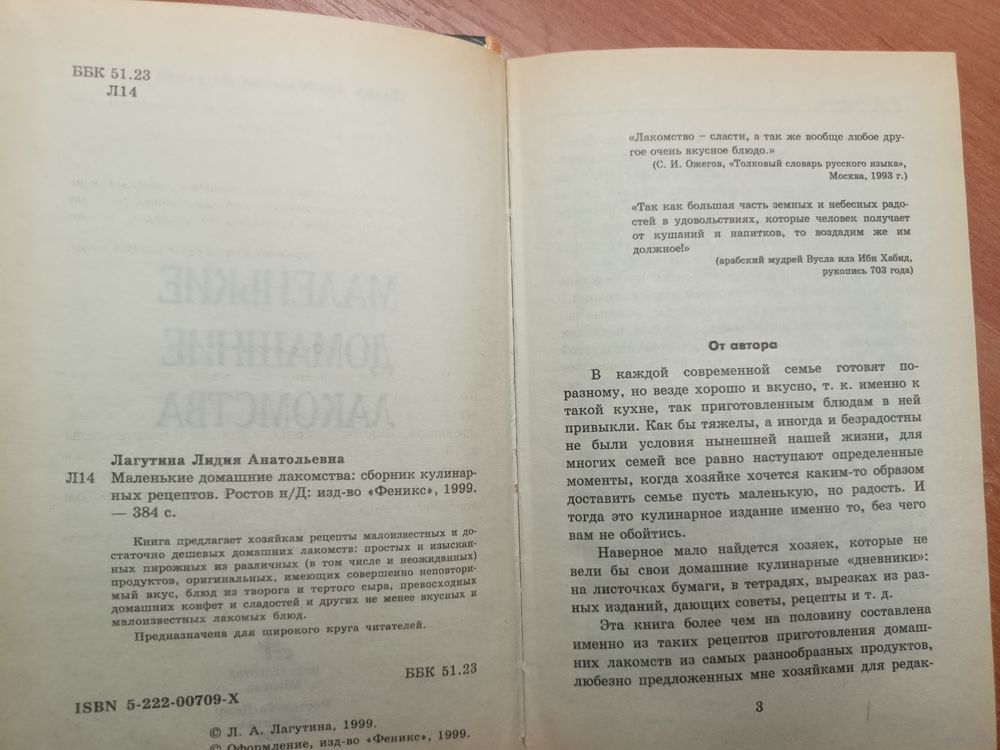 ББК 51.23
Л14
МАЛЕНЬКИЕ
ДОМАШНИЕ
ЛАКОМСТВА
Лагутина Лидия Анатольевна
Л14 Маленькие домашние лакомства: сборник кулинар-
ных рецептов. Ростов н/Д: изд-во «Феникс», 1999.
— 384 с.
Книга предлагает хозяйкам рецепты малоизвестных и до-
статочно дешевых домашних лакомств: простых и изыскан-
ных пирожных из различных (в том числе и неожиданных)
продуктов, оригинальных, имеющих совершенно неповтори-
мый вкус, блюд из творога и тертого сыра, превосходных
домашних конфет и сладостей и других не менее вкусных и
малоизвестных лакомых блюд.
Предназначена для широкого круга читателей.
ББК 51.23
ISBN 5-222-00709-X
© Л. А. Лагутина, 1999.
© Оформление, изд-во «Феникс», 1999.
«Лакомство – сласти, а так же вообще любое дру-
гое очень вкусное блюдо.»
(С. И. Ожегов, «Толковый словарь русского языка»,
Москва, 1993 г.)
«Так как большая часть земных и небесных радо-
стей в удовольствиях, которые человек получает
от кушаний и напитков, то воздадим же им
должное!»
(арабский мудрей Вусла ила Ибн Хабид,
рукопись 703 года)
От автора
В каждой современной семье готовят по-
разному, но везде хорошо и вкусно, т. к. именно к
такой кухне, так приготовленным блюдам в ней
привыкли. Как бы тяжелы, а иногда и безрадостны
не были условия нынешней нашей жизни, для
многих семей все равно наступают определенные
моменты, когда хозяйке хочется каким-то образом
доставить семье пусть маленькую, но радость. И
тогда это кулинарное издание именно то, без чего
вам не обойтись.
Наверное мало найдется хозяек, которые не
вели бы свои домашние кулинарные «дневники»:
на листочках бумаги, в тетрадях, вырезках из раз-
ных изданий, дающих советы, рецепты и т. д.
Эта книга более чем на половину составлена
именно из таких рецептов приготовления домаш-
них лакомств из самых разнообразных продуктов,
любезно предложенных мне хозяйками для редак-
3